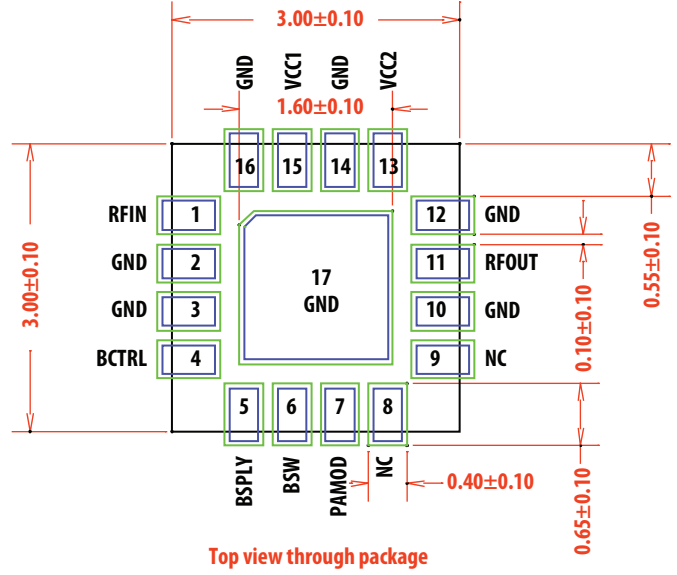 3.00±0.10
GND
VCC1
GND
VCC2
1.60±0.10
16
15
14
13
RFIN
1
12
GND
GND
2
11
RFOUT
GND
3
10
GND
BCTRL
4
9
NC
17
GND
3.00±0.10
0.55±0.10
0.10±0.10
5
6
7
8
BSPLY
BSW
PAMOD
NC
0.40±0.10
0.65±0.10
Top view through package